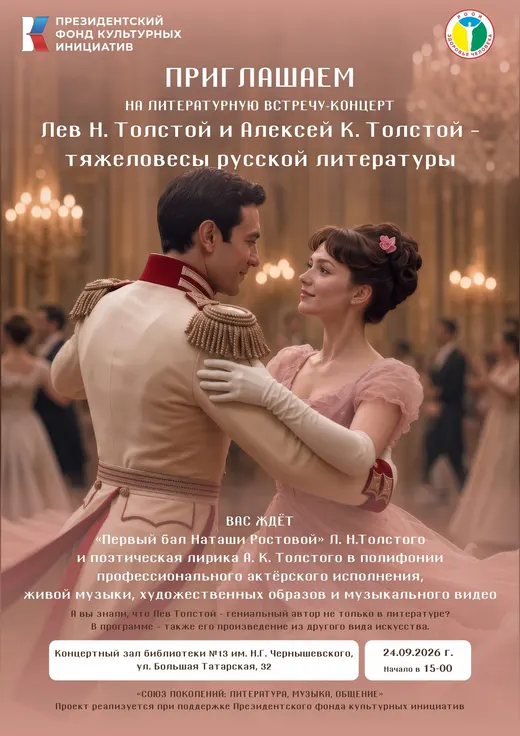 ПРЕЗИДЕНТСКИЙ
ФОНД КУЛЬТУРНЫХ
ИНИЦИАТИВ
РООИ
ЗДОРОВЬЕ ЧЕЛОВЕКА
ПРИГЛАШАЕМ
НА ЛИТЕРАТУРНУЮ ВСТРЕЧУ-КОНЦЕРТ
Лев Н. Толстой и Алексей К. Толстой -
тяжеловесы русской литературы
ВАС ЖДЁТ
«Первый бал Наташи Ростовой» Л. Н.Толстого
и поэтическая лирика А. К. Толстого в полифонии
профессионального актёрского исполнения,
живой музыки, художественных образов и музыкального видео
А вы знали, что Лев Толстой - гениальный автор не только в литературе?
В программе - также его произведение из другого вида искусства.
Концертный зал библиотеки №13 им. Н.Г. Чернышевского,
ул. Большая Татарская, 32
24.09.2026 г.
Начало в 15-00
«СОЮЗ ПОКОЛЕНИЙ: ЛИТЕРАТУРА, МУЗЫКА, ОБЩЕНИЕ»
Проект реализуется при поддержке Президентского фонда культурных инициатив